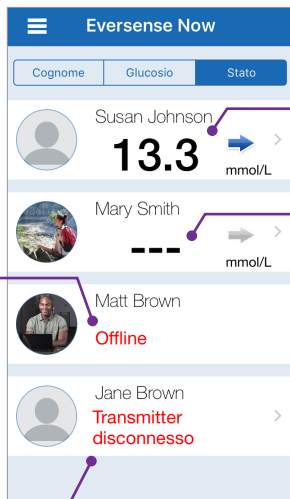 Eversense Now
Cognome Glucosio Stato
Susan Johnson
13.3
mmol/L
Mary Smith
---
mmol/L
Matt Brown
Offline
Jane Brown
Transmitter
disconnesso